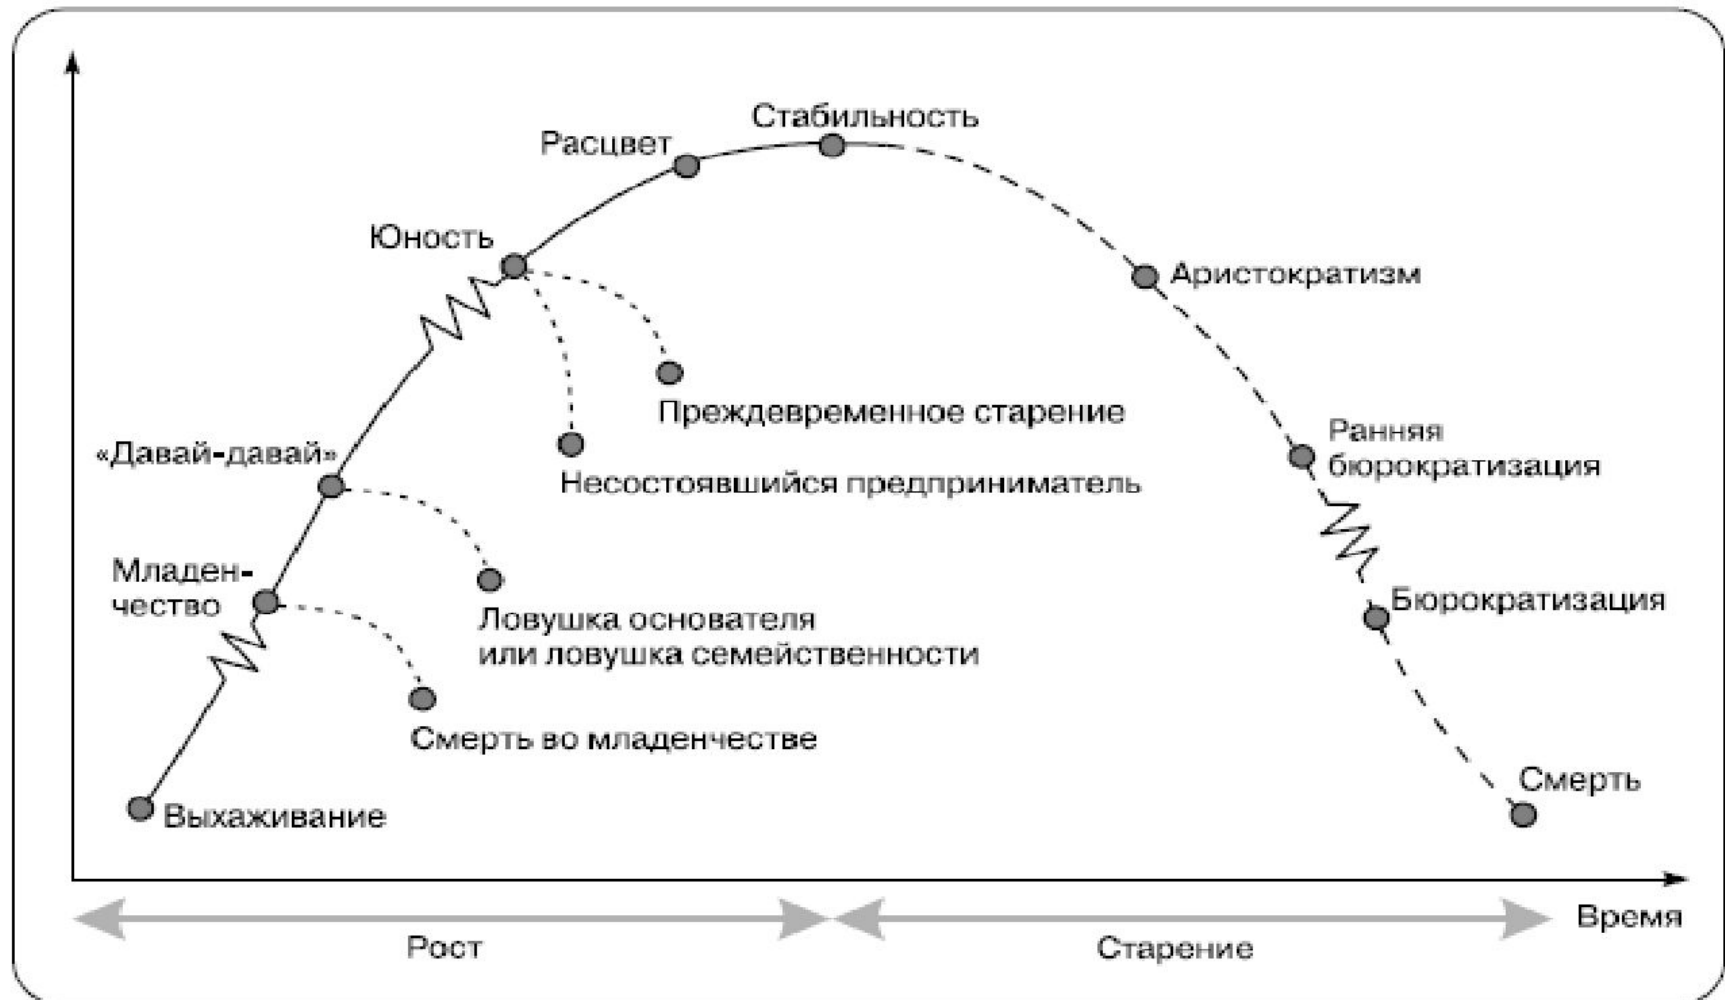 Стабильность
Расцвет
Юность
Аристократизм
Преждевременное старение
Ранняя
бюрократизация
«Давай-давай»
Несостоявшийся предприниматель
Младен-
чество
Бюрократизация
Ловушка основателя
или ловушка семейственности
Смерть во младенчестве
Смерть
Выхаживание
Время
Рост
Старение